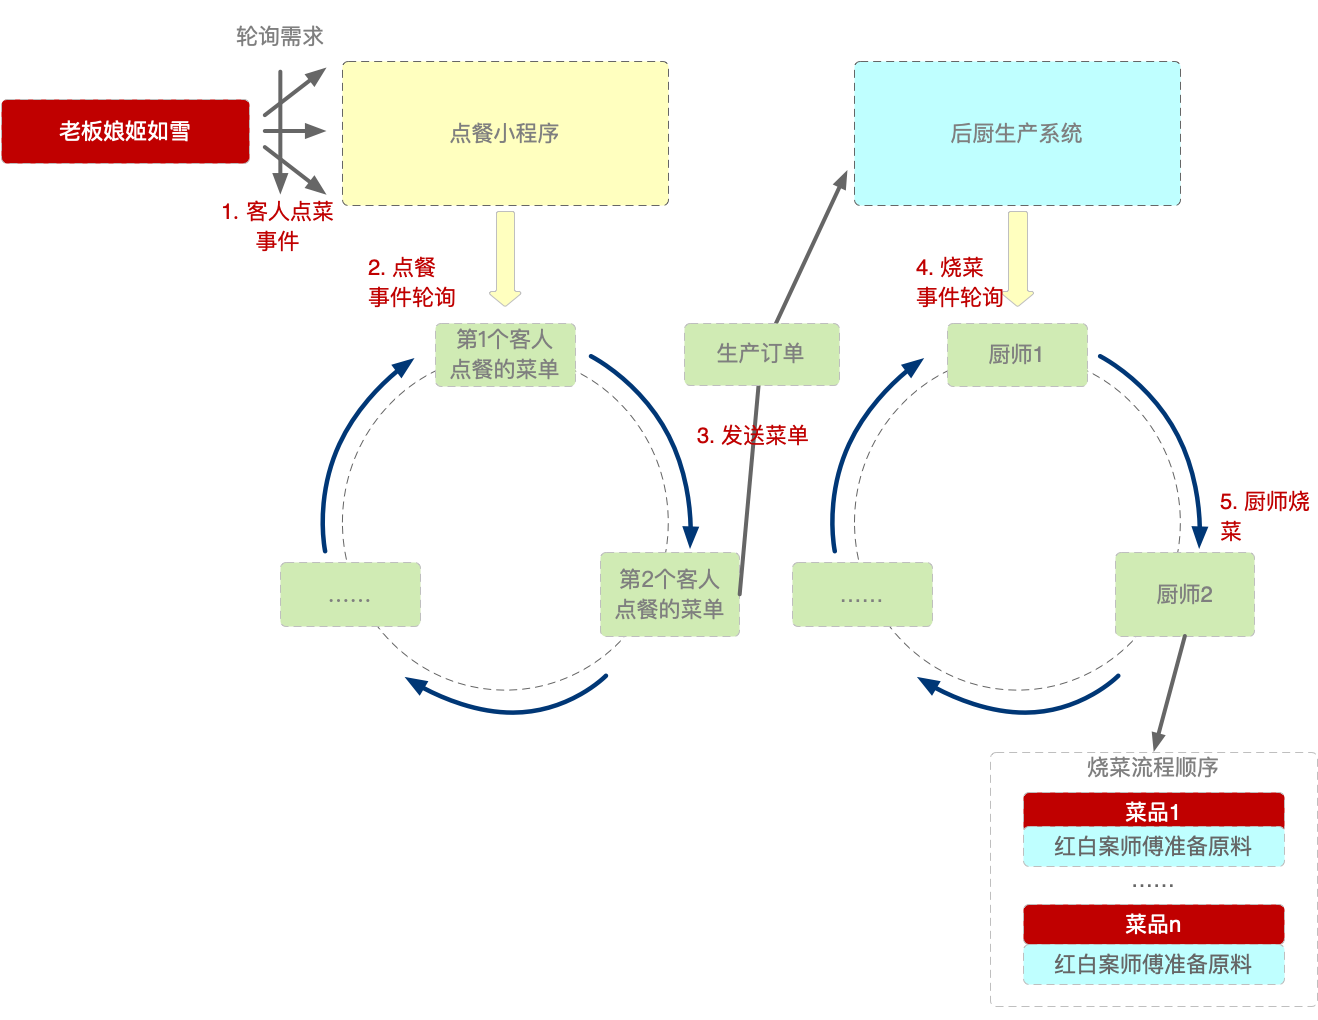 轮询需求
老板娘姬如雪
点餐小程序
后厨生产系统
1. 客人点菜
事件
2. 点餐
事件轮询
4. 烧菜
事件轮询
第1个客人
点餐的菜单
生产订单
厨师1
3. 发送菜单
5. 厨师烧
菜
……
第2个客人
点餐的菜单
……
厨师2
烧菜流程顺序
菜品1
红白案师傅准备原料
……
菜品n
红白案师傅准备原料